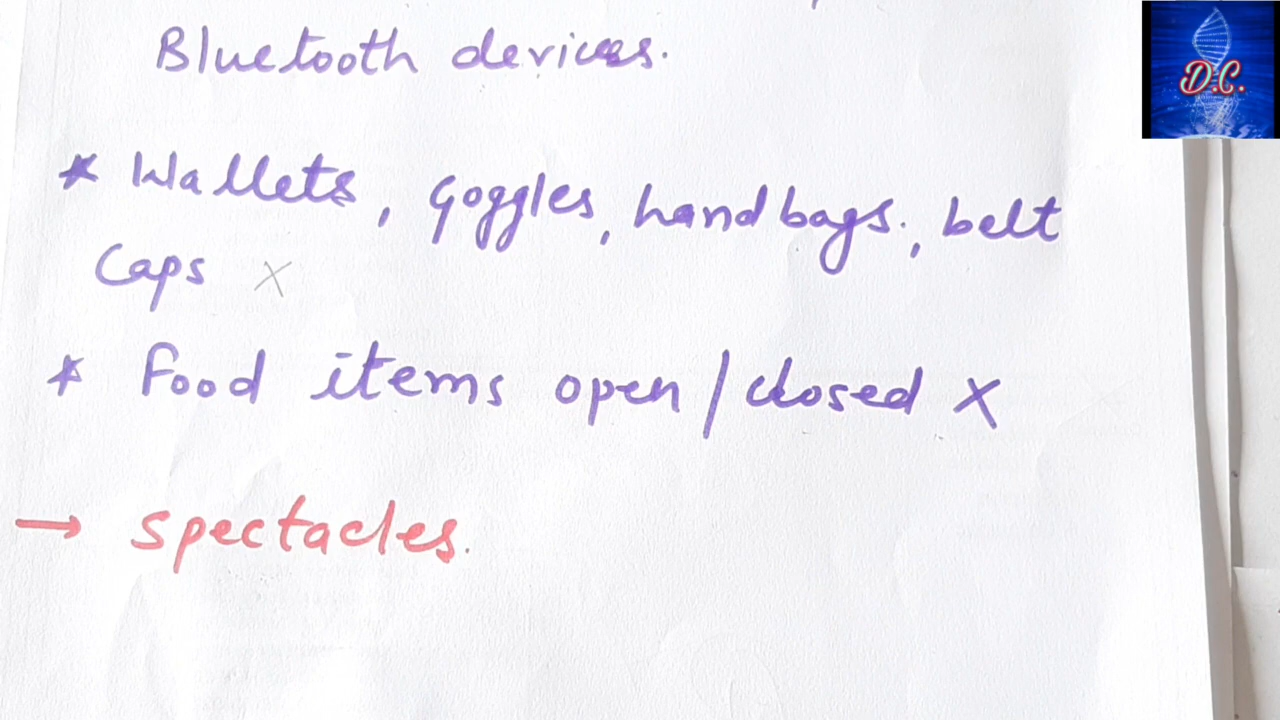 Bluetooth devices.
* Wallets, goggles, handbags., belt
Caps X
* Food items open/closed X
→ spectacles.
D.C.